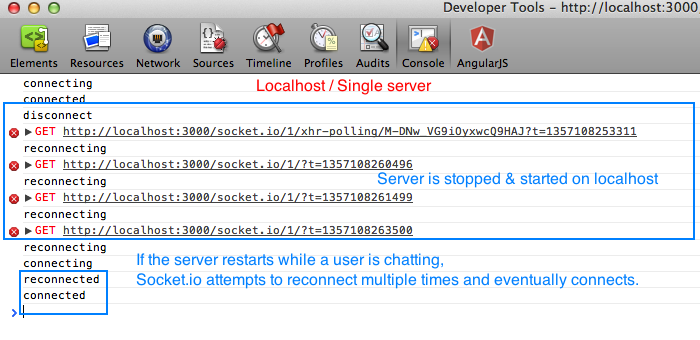 Developer Tools - http://localhost:3000
Elements Resources Network Sources Timeline Profiles Audits Console AngularJS
connecting
Localhost / Single server
connected
disconnect
GET http://localhost:3000/socket.io/1/xhr-polling/M-DNw_VG9iOyxwcQ9HAJ?t=1357108253311
reconnecting
GET http://localhost:3000/socket.io/1/?t=1357108260496
reconnecting
Server is stopped & started on localhost
GET http://localhost:3000/socket.io/1/?t=1357108261499
reconnecting
GET http://localhost:3000/socket.io/1/?t=1357108263500
reconnecting
connecting
If the server restarts while a user is chatting,
reconnected
Socket.io attempts to reconnect multiple times and eventually connects.
connected